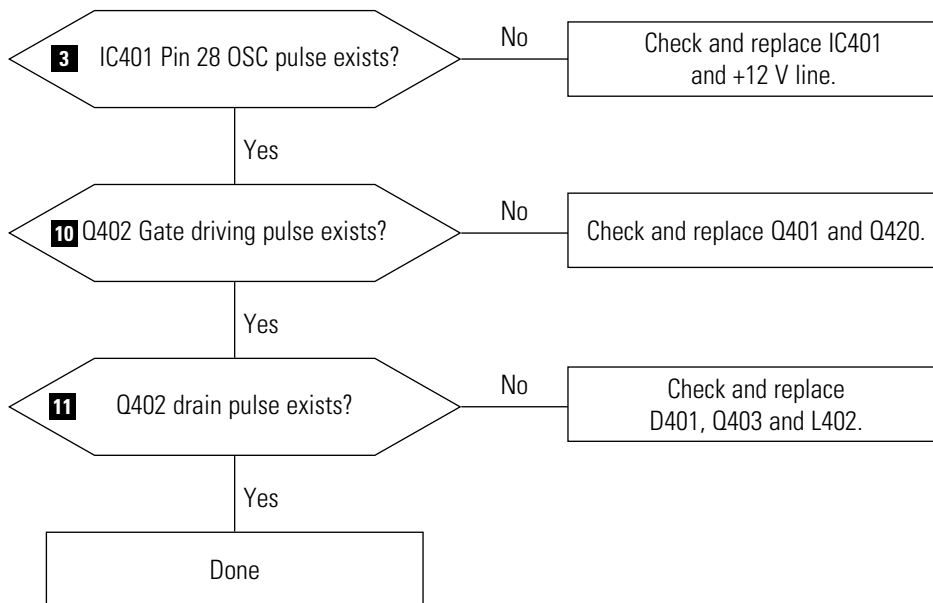 3 IC401 Pin 28 OSC pulse exists?
No
Check and replace IC401
and +12 V line.
Yes
10 Q402 Gate driving pulse exists?
No
Check and replace Q401 and Q420.
Yes
11 Q402 drain pulse exists?
No
Check and replace
D401, Q403 and L402.
Yes
Done